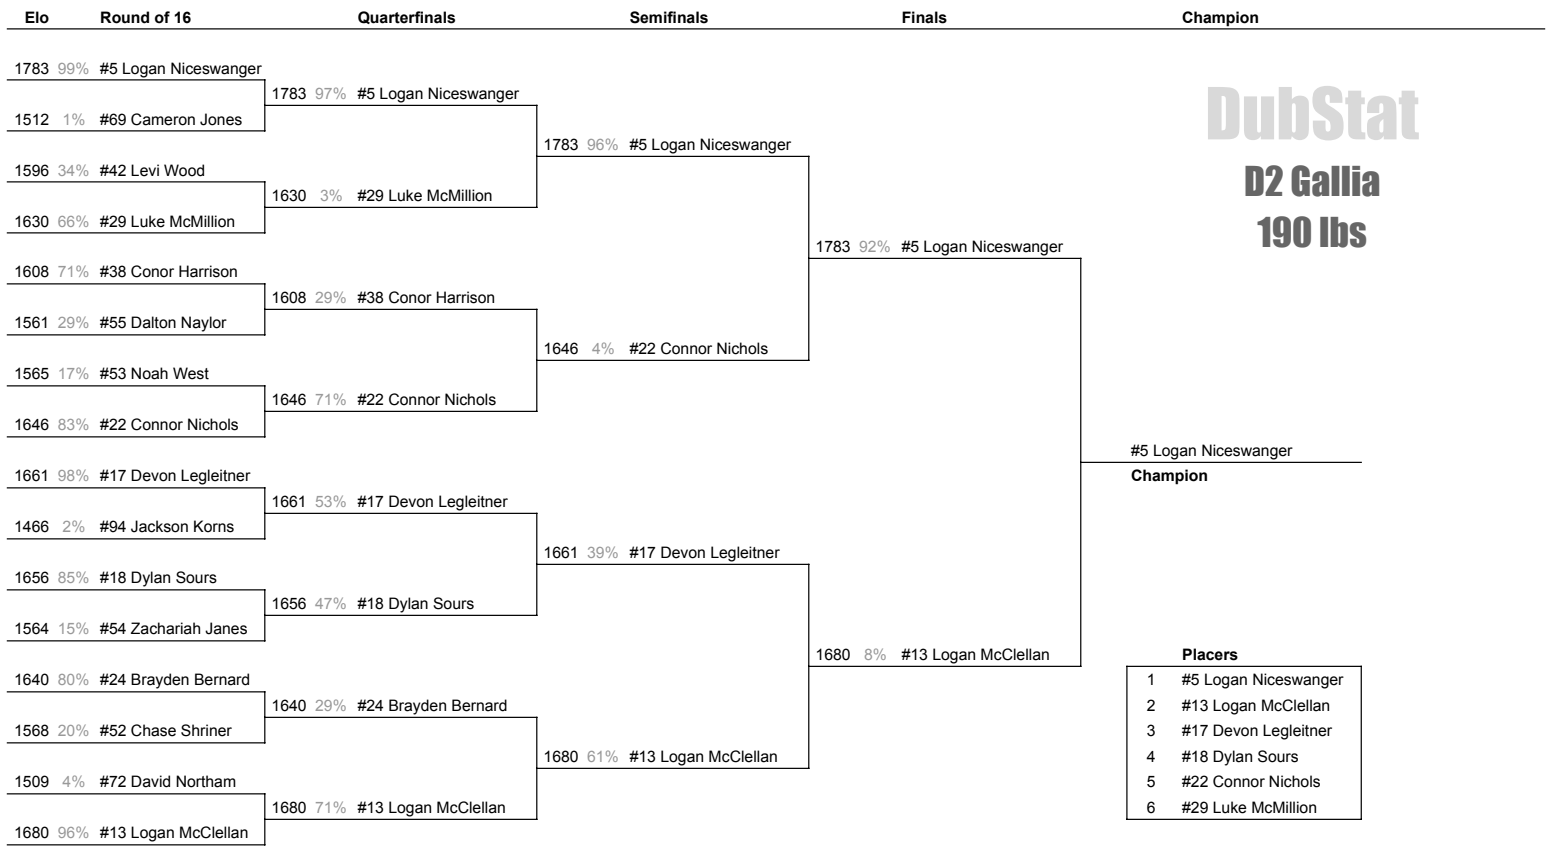 Elo Round of 16 Quarterfinals Semifinals Finals Champion
1783 99% #5 Logan Niceswanger
1783 97% #5 Logan Niceswanger
1512 1% #69 Cameron Jones
1783 96% #5 Logan Niceswanger
1596 34% #42 Levi Wood
1630 3% #29 Luke McMillion
1630 66% #29 Luke McMillion
1783 92% #5 Logan Niceswanger
1608 71% #38 Conor Harrison
1608 29% #38 Conor Harrison
1561 29% #55 Dalton Naylor
1646 4% #22 Connor Nichols
1565 17% #53 Noah West
1646 71% #22 Connor Nichols
1646 83% #22 Connor Nichols
#5 Logan Niceswanger
Champion
1661 98% #17 Devon Legleitner
1661 53% #17 Devon Legleitner
1466 2% #94 Jackson Korns
1661 39% #17 Devon Legleitner
1656 85% #18 Dylan Sours
1656 47% #18 Dylan Sours
1564 15% #54 Zachariah Janes
1680 8% #13 Logan McClellan
1640 80% #24 Brayden Bernard
1640 29% #24 Brayden Bernard
1568 20% #52 Chase Shriner
1680 61% #13 Logan McClellan
1509 4% #72 David Northam
1680 71% #13 Logan McClellan
1680 96% #13 Logan McClellan
DubStat
D2 Gallia
190 lbs
Placers
1 #5 Logan Niceswanger
2 #13 Logan McClellan
3 #17 Devon Legleitner
4 #18 Dylan Sours
5 #22 Connor Nichols
6 #29 Luke McMillion